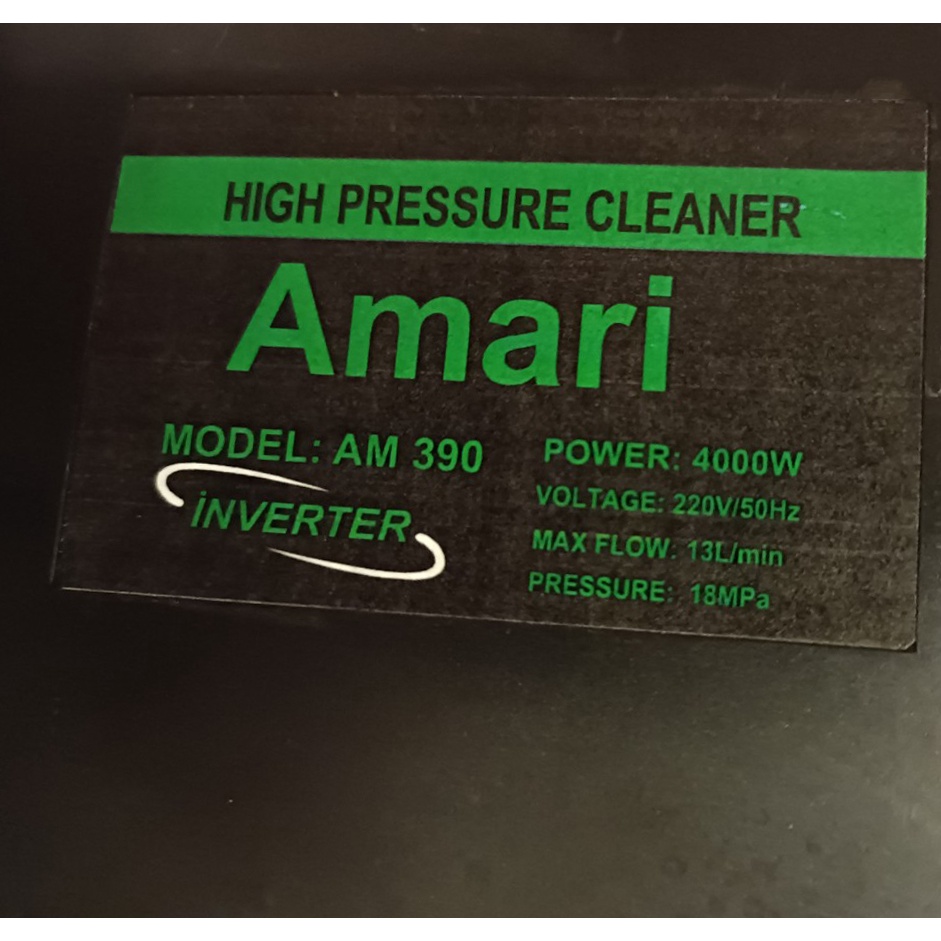 HIGH PRESSURE CLEANER
Amari
MODEL: AM 390
İNVERTER
POWER: 4000W
VOLTAGE: 220V/50Hz
MAX FLOW: 13L/min
PRESSURE: 18MPa